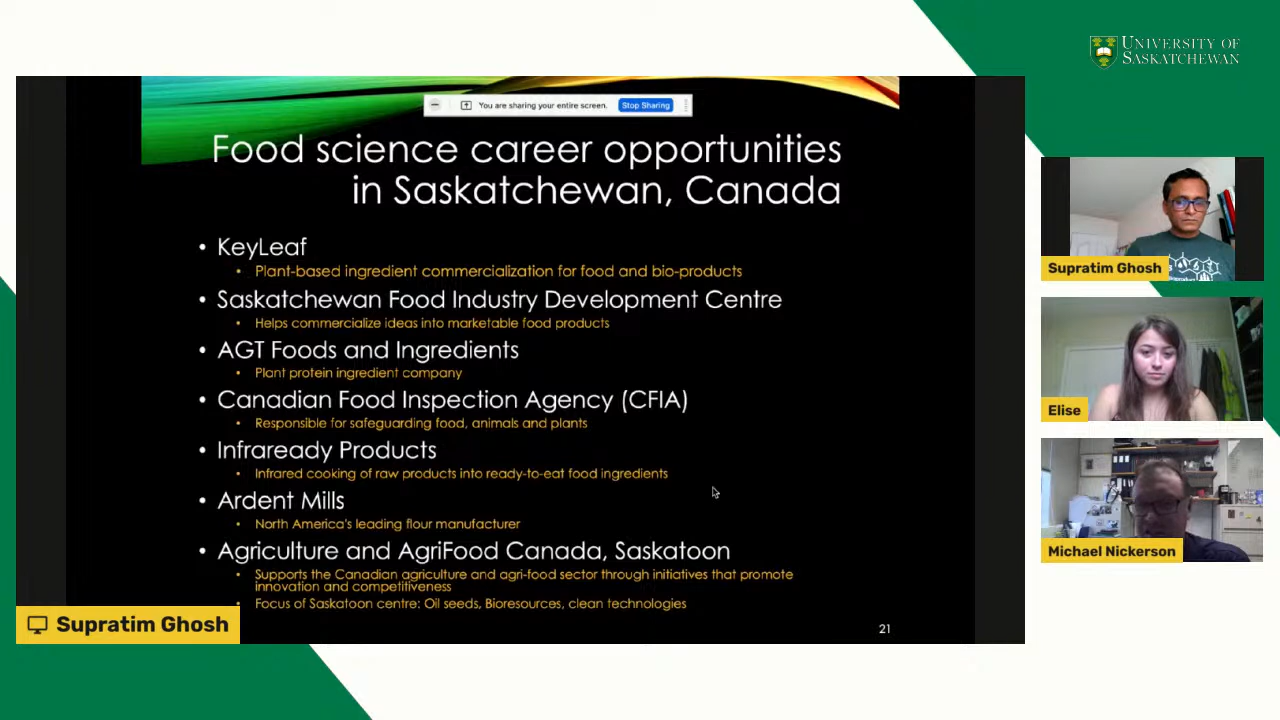 UNIVERSITY OF
SASKATCHEWAN
You are sharing your entire screen.
Stop Sharing
Food science career opportunities
in Saskatchewan, Canada
• KeyLeaf
• Plant-based ingredient commercialization for food and bio-products
• Saskatchewan Food Industry Development Centre
• Helps commercialize ideas into marketable food products
• AGT Foods and Ingredients
• Plant protein ingredient company
• Canadian Food Inspection Agency (CFIA)
• Responsible for safeguarding food, animals and plants
• Infraready Products
• Infrared cooking of raw products into ready-to-eat food ingredients
• Ardent Mills
• North America's leading flour manufacturer
• Agriculture and AgriFood Canada, Saskatoon
• Supports the Canadian agriculture and agri-food sector through initiatives that promote
innovation and competitiveness
• Focus of Saskatoon centre: Oil seeds, Bioresources, clean technologies
21
Supratim Ghosh
Supratim Ghosh
Elise
Michael Nickerson